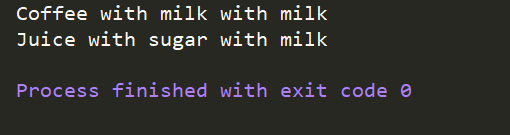 Coffee with milk with milk
Juice with sugar with milk
Process finished with exit code 0